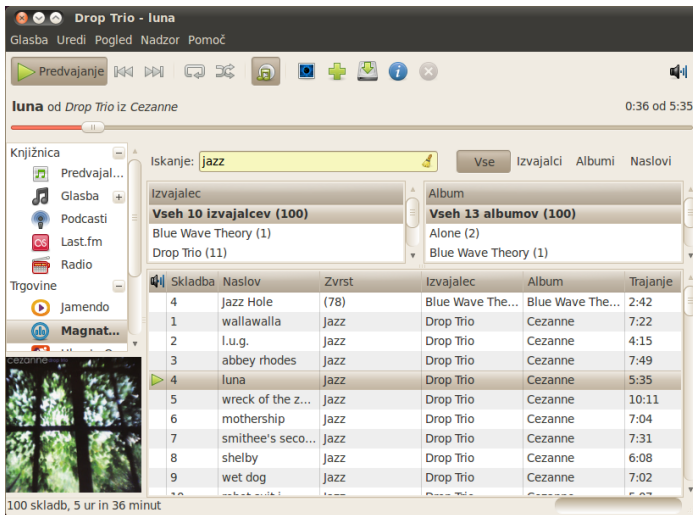 Drop Trio - luna
Glasba Uredi Pogled Nadzor Pomoč
Predvajanje
luna od Drop Trio iz Cezanne 0:36 od 5:35
Knjižnica
Predvajal...
Glasba
Podcasti
Last.fm
Radio
Trgovine
Jamendo
Magnat...
cezanne
Iskanje: jazz Vse Izvajalci Albumi Naslovi
Izvajalec
Vseh 10 izvajalcev (100)
Blue Wave Theory (1)
Drop Trio (11)
Album
Vseh 13 albumov (100)
Alone (2)
Blue Wave Theory (1)
Skladba Naslov Zvrst Izvajalec Album Trajanje
4 Jazz Hole (78) Blue Wave The... Blue Wave The... 2:42
1 wallawalla Jazz Drop Trio Cezanne 7:22
2 l.u.g. Jazz Drop Trio Cezanne 4:15
3 abbey rhodes Jazz Drop Trio Cezanne 7:49
4 luna Jazz Drop Trio Cezanne 5:35
5 wreck of the z... Jazz Drop Trio Cezanne 10:11
6 mothership Jazz Drop Trio Cezanne 7:04
7 smithee's seco... Jazz Drop Trio Cezanne 7:31
8 shelby Jazz Drop Trio Cezanne 6:08
9 wet dog Jazz Drop Trio Cezanne 7:02
100 skladb, 5 ur in 36 minut